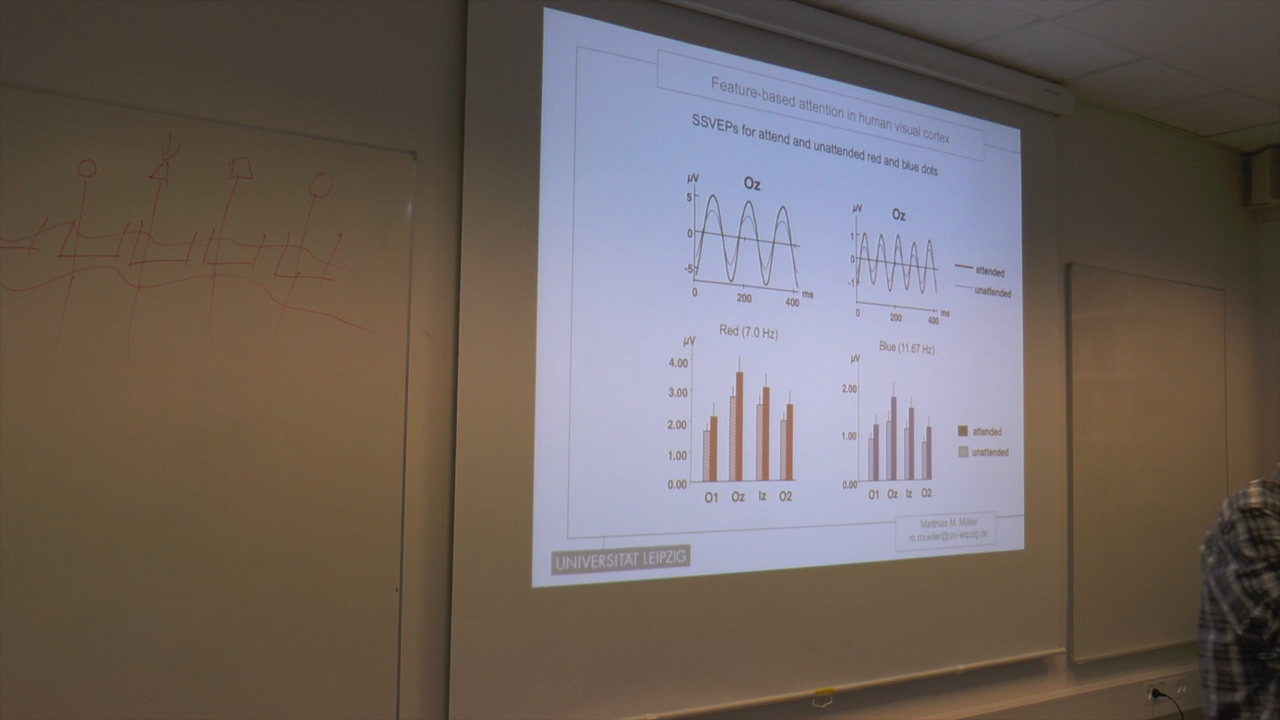 Feature-based attention in human visual cortex
SSVEPs for attend and unattended red and blue dots
µV
Oz
5
0
-5
0
200
400
ms
µV
Oz
1
0
-1
0
200
400
ms
attended
unattended
Red (7.0 Hz)
µV
4.00
3.00
2.00
1.00
0.00
O1 Oz Iz O2
Blue (11.67 Hz)
µV
2.00
1.00
0.00
O1 Oz Iz O2
attended
unattended
Matthias M. Müller
m.mueller@uni-leipzig.de
UNIVERSITÄT LEIPZIG